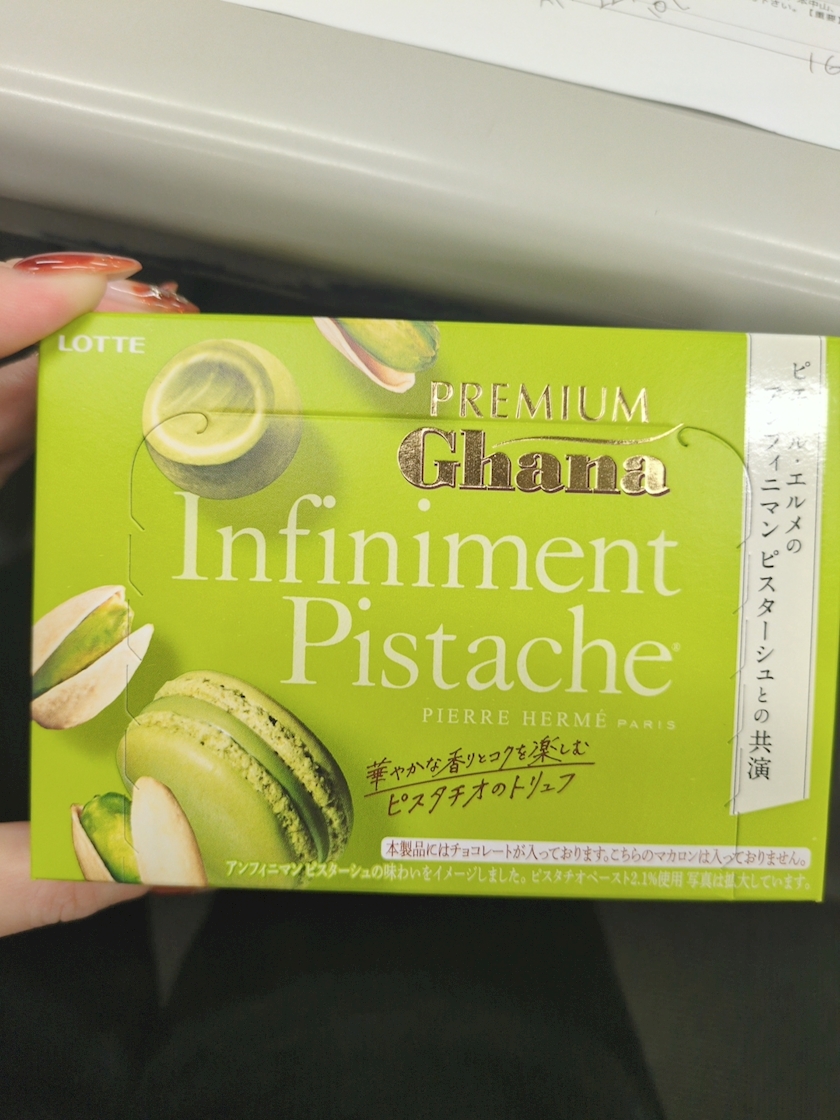 LOTTE
PREMIUM
Ghana
Infiniment
Pistache®
PIERRE HERMÉ PARIS
華やかな香りとコクを楽しむ
ピスタチオのトリュフ
本製品にはチョコレートが入っております。こちらのマカロンは入っておりません。
アンフィニマン ピスターシュの味わいをイメージしました。ピスタチオペースト2.1%使用 写真は拡大しています。
ピエール・エルメの
アンフィニマン ピスターシュとの共演